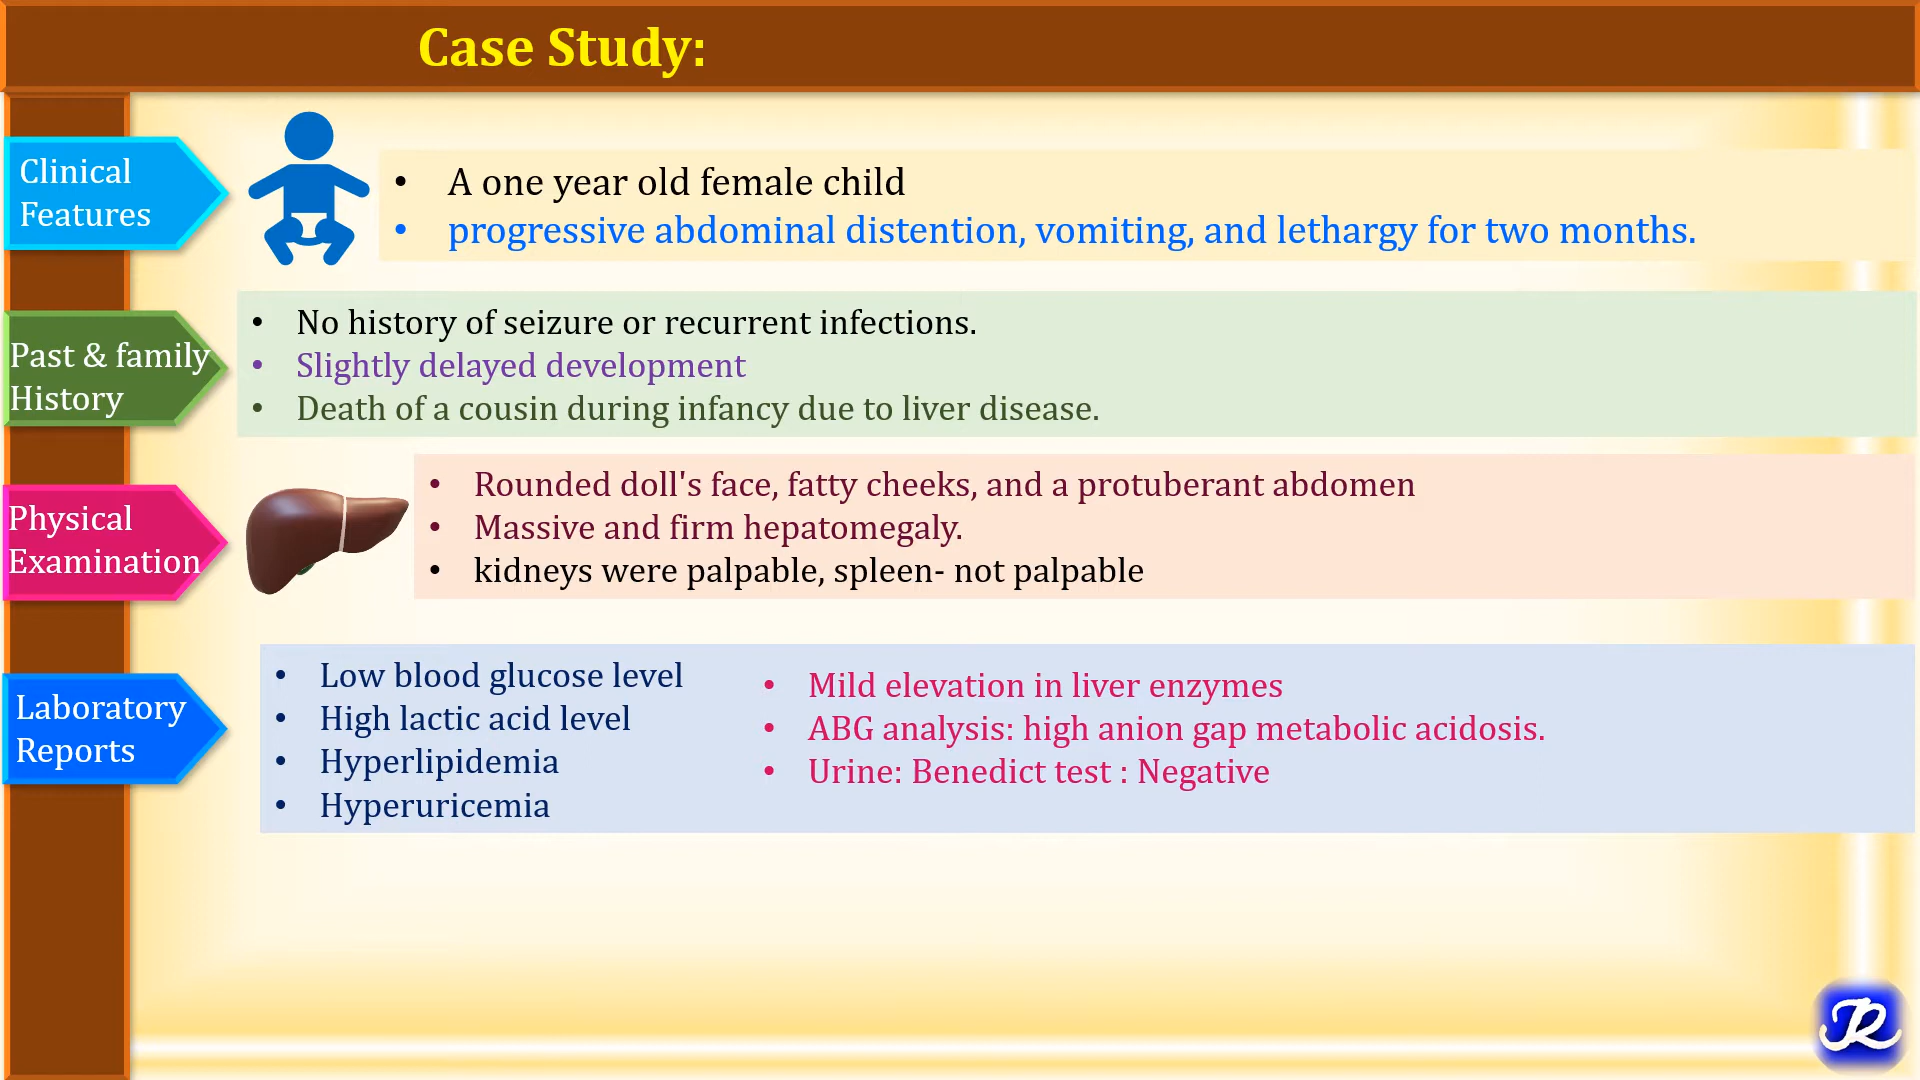 Case Study:
Clinical
Features
• A one year old female child
• progressive abdominal distention, vomiting, and lethargy for two months.
Past & family
History
• No history of seizure or recurrent infections.
• Slightly delayed development
• Death of a cousin during infancy due to liver disease.
Physical
Examination
• Rounded doll's face, fatty cheeks, and a protuberant abdomen
• Massive and firm hepatomegaly.
• kidneys were palpable, spleen- not palpable
Laboratory
Reports
• Low blood glucose level
• High lactic acid level
• Hyperlipidemia
• Hyperuricemia
• Mild elevation in liver enzymes
• ABG analysis: high anion gap metabolic acidosis.
• Urine: Benedict test : Negative
JR